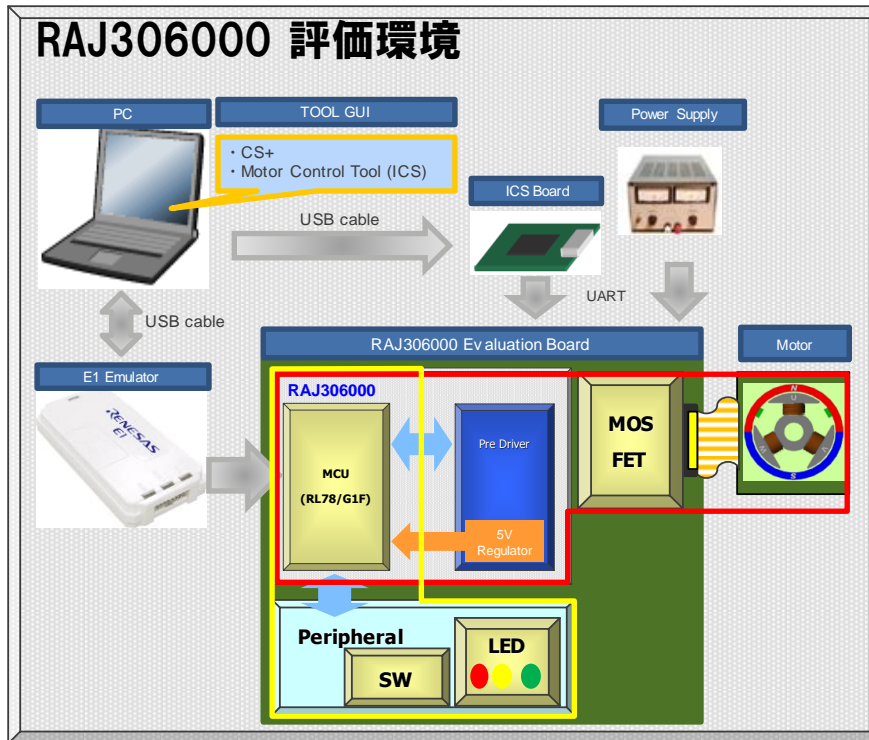 RAJ306000 評価環境
PC
TOOL GUI
Power Supply
・CS+
・Motor Control Tool (ICS)
ICS Board
USB cable
UART
USB cable
RAJ306000 Evaluation Board
Motor
E1 Emulator
RENESAS
E1
RAJ306000
MCU
(RL78/G1F)
Pre Driver
MOS
FET
N
U
W
V
S
5V
Regulator
Peripheral
SW
LED